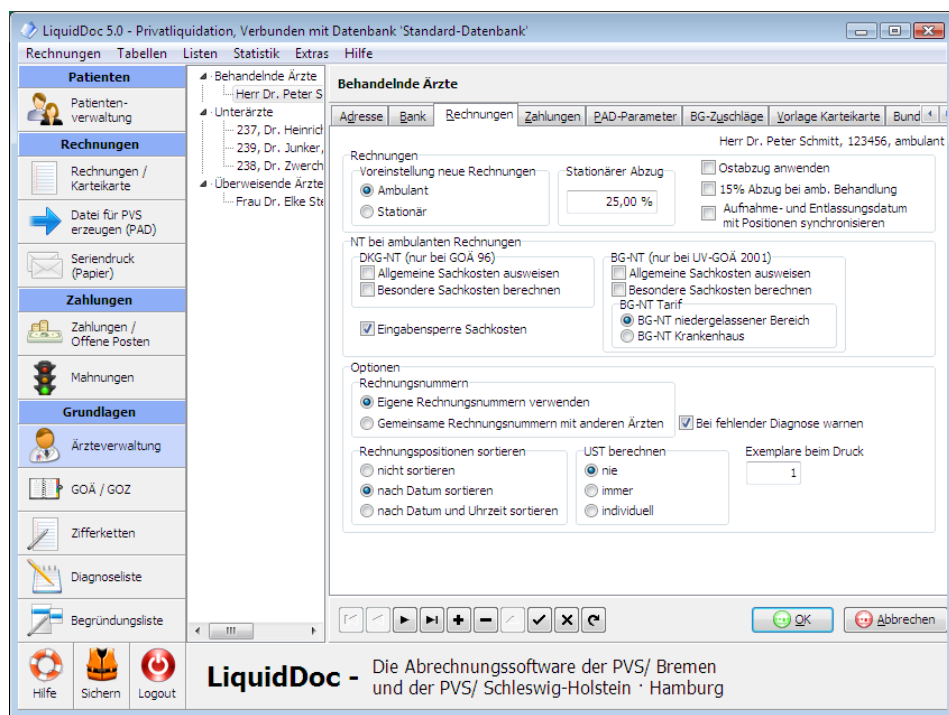 LiquidDoc 5.0 - Privatliquidation, Verbunden mit Datenbank 'Standard-Datenbank'
Rechnungen Tabellen Listen Statistik Extras Hilfe
Patienten
Patienten-
verwaltung
Rechnungen
Rechnungen /
Karteikarte
Datei für PVS
erzeugen (PAD)
Seriendruck
(Papier)
Zahlungen
Zahlungen /
Offene Posten
Mahnungen
Grundlagen
Ärzteverwaltung
GOÄ / GOZ
Zifferketten
Diagnoseliste
Begründungsliste
Behandelnde Ärzte
Herr Dr. Peter S
Unterärzte
237, Dr. Heinrich
239, Dr. Junker,
238, Dr. Zwerch
Überweisende Ärzte
Frau Dr. Elke Ste
Behandelnde Ärzte
Adresse Bank Rechnungen Zahlungen PAD-Parameter BG-Zuschläge Vorlage Karteikarte Bund
Herr Dr. Peter Schmitt, 123456, ambulant
Rechnungen
Voreinstellung neue Rechnungen
Ambulant
Stationär
Stationärer Abzug
25,00 %
Ostabzug anwenden
15% Abzug bei amb. Behandlung
Aufnahme- und Entlassungsdatum
mit Positionen synchronisieren
NT bei ambulanten Rechnungen
DKG-NT (nur bei GOÄ 96)
Allgemeine Sachkosten ausweisen
Besondere Sachkosten berechnen
Eingabensperre Sachkosten
BG-NT (nur bei UV-GOÄ 2001)
Allgemeine Sachkosten ausweisen
Besondere Sachkosten berechnen
BG-NT Tarif
BG-NT niedergelassener Bereich
BG-NT Krankenhaus
Optionen
Rechnungsnummern
Eigene Rechnungsnummern verwenden
Gemeinsame Rechnungsnummern mit anderen Ärzten
Bei fehlender Diagnose warnen
Rechnungspositionen sortieren
nicht sortieren
nach Datum sortieren
nach Datum und Uhrzeit sortieren
UST berechnen
nie
immer
individuell
Exemplare beim Druck
1
OK
Abbrechen
Hilfe
Sichern
Logout
LiquidDoc - Die Abrechnungssoftware der PVS/ Bremen
und der PVS/ Schleswig-Holstein · Hamburg